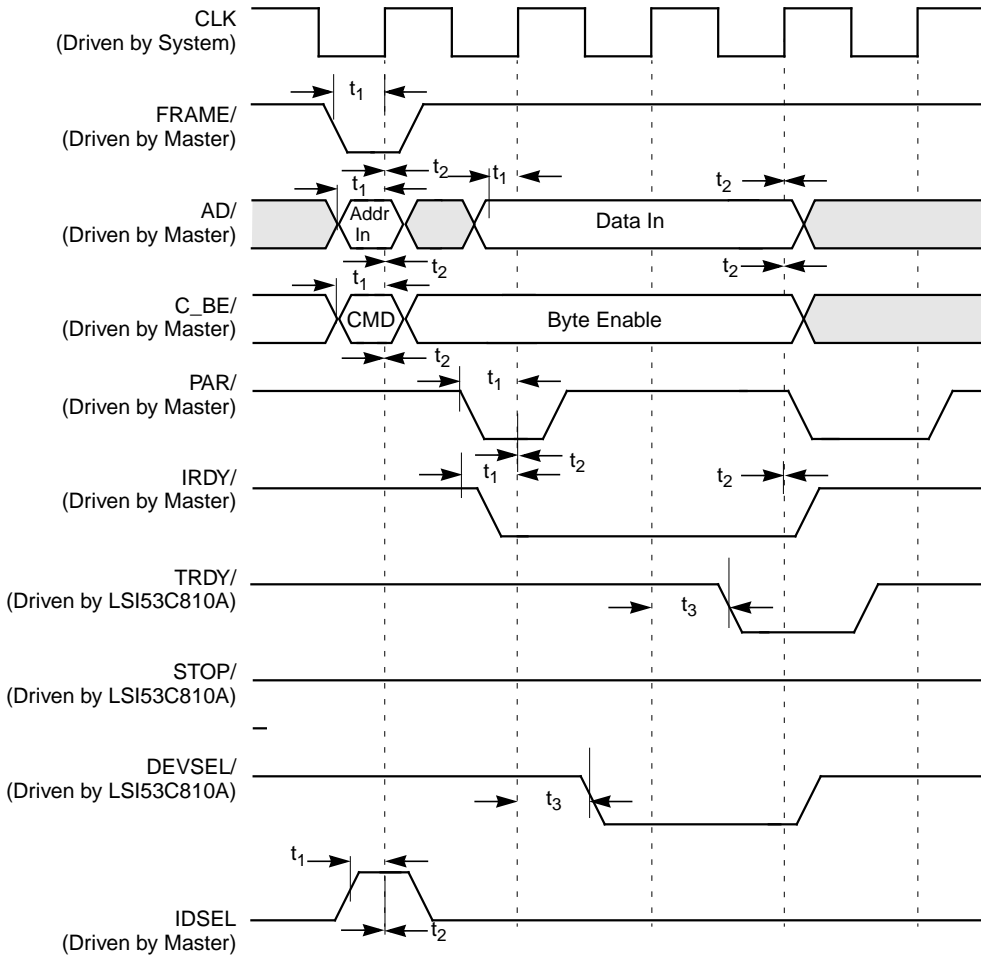 CLK
(Driven by System)
t1
FRAME/
(Driven by Master)
t2
t1
t1
t2
AD/
(Driven by Master)
Addr
In
Data In
t2
t2
t1
C_BE/
(Driven by Master)
CMD
Byte Enable
t2
PAR/
(Driven by Master)
t1
t2
t1
t2
IRDY/
(Driven by Master)
TRDY/
(Driven by LSI53C810A)
t3
STOP/
(Driven by LSI53C810A)
DEVSEL/
(Driven by LSI53C810A)
t3
t1
IDSEL
(Driven by Master)
t2